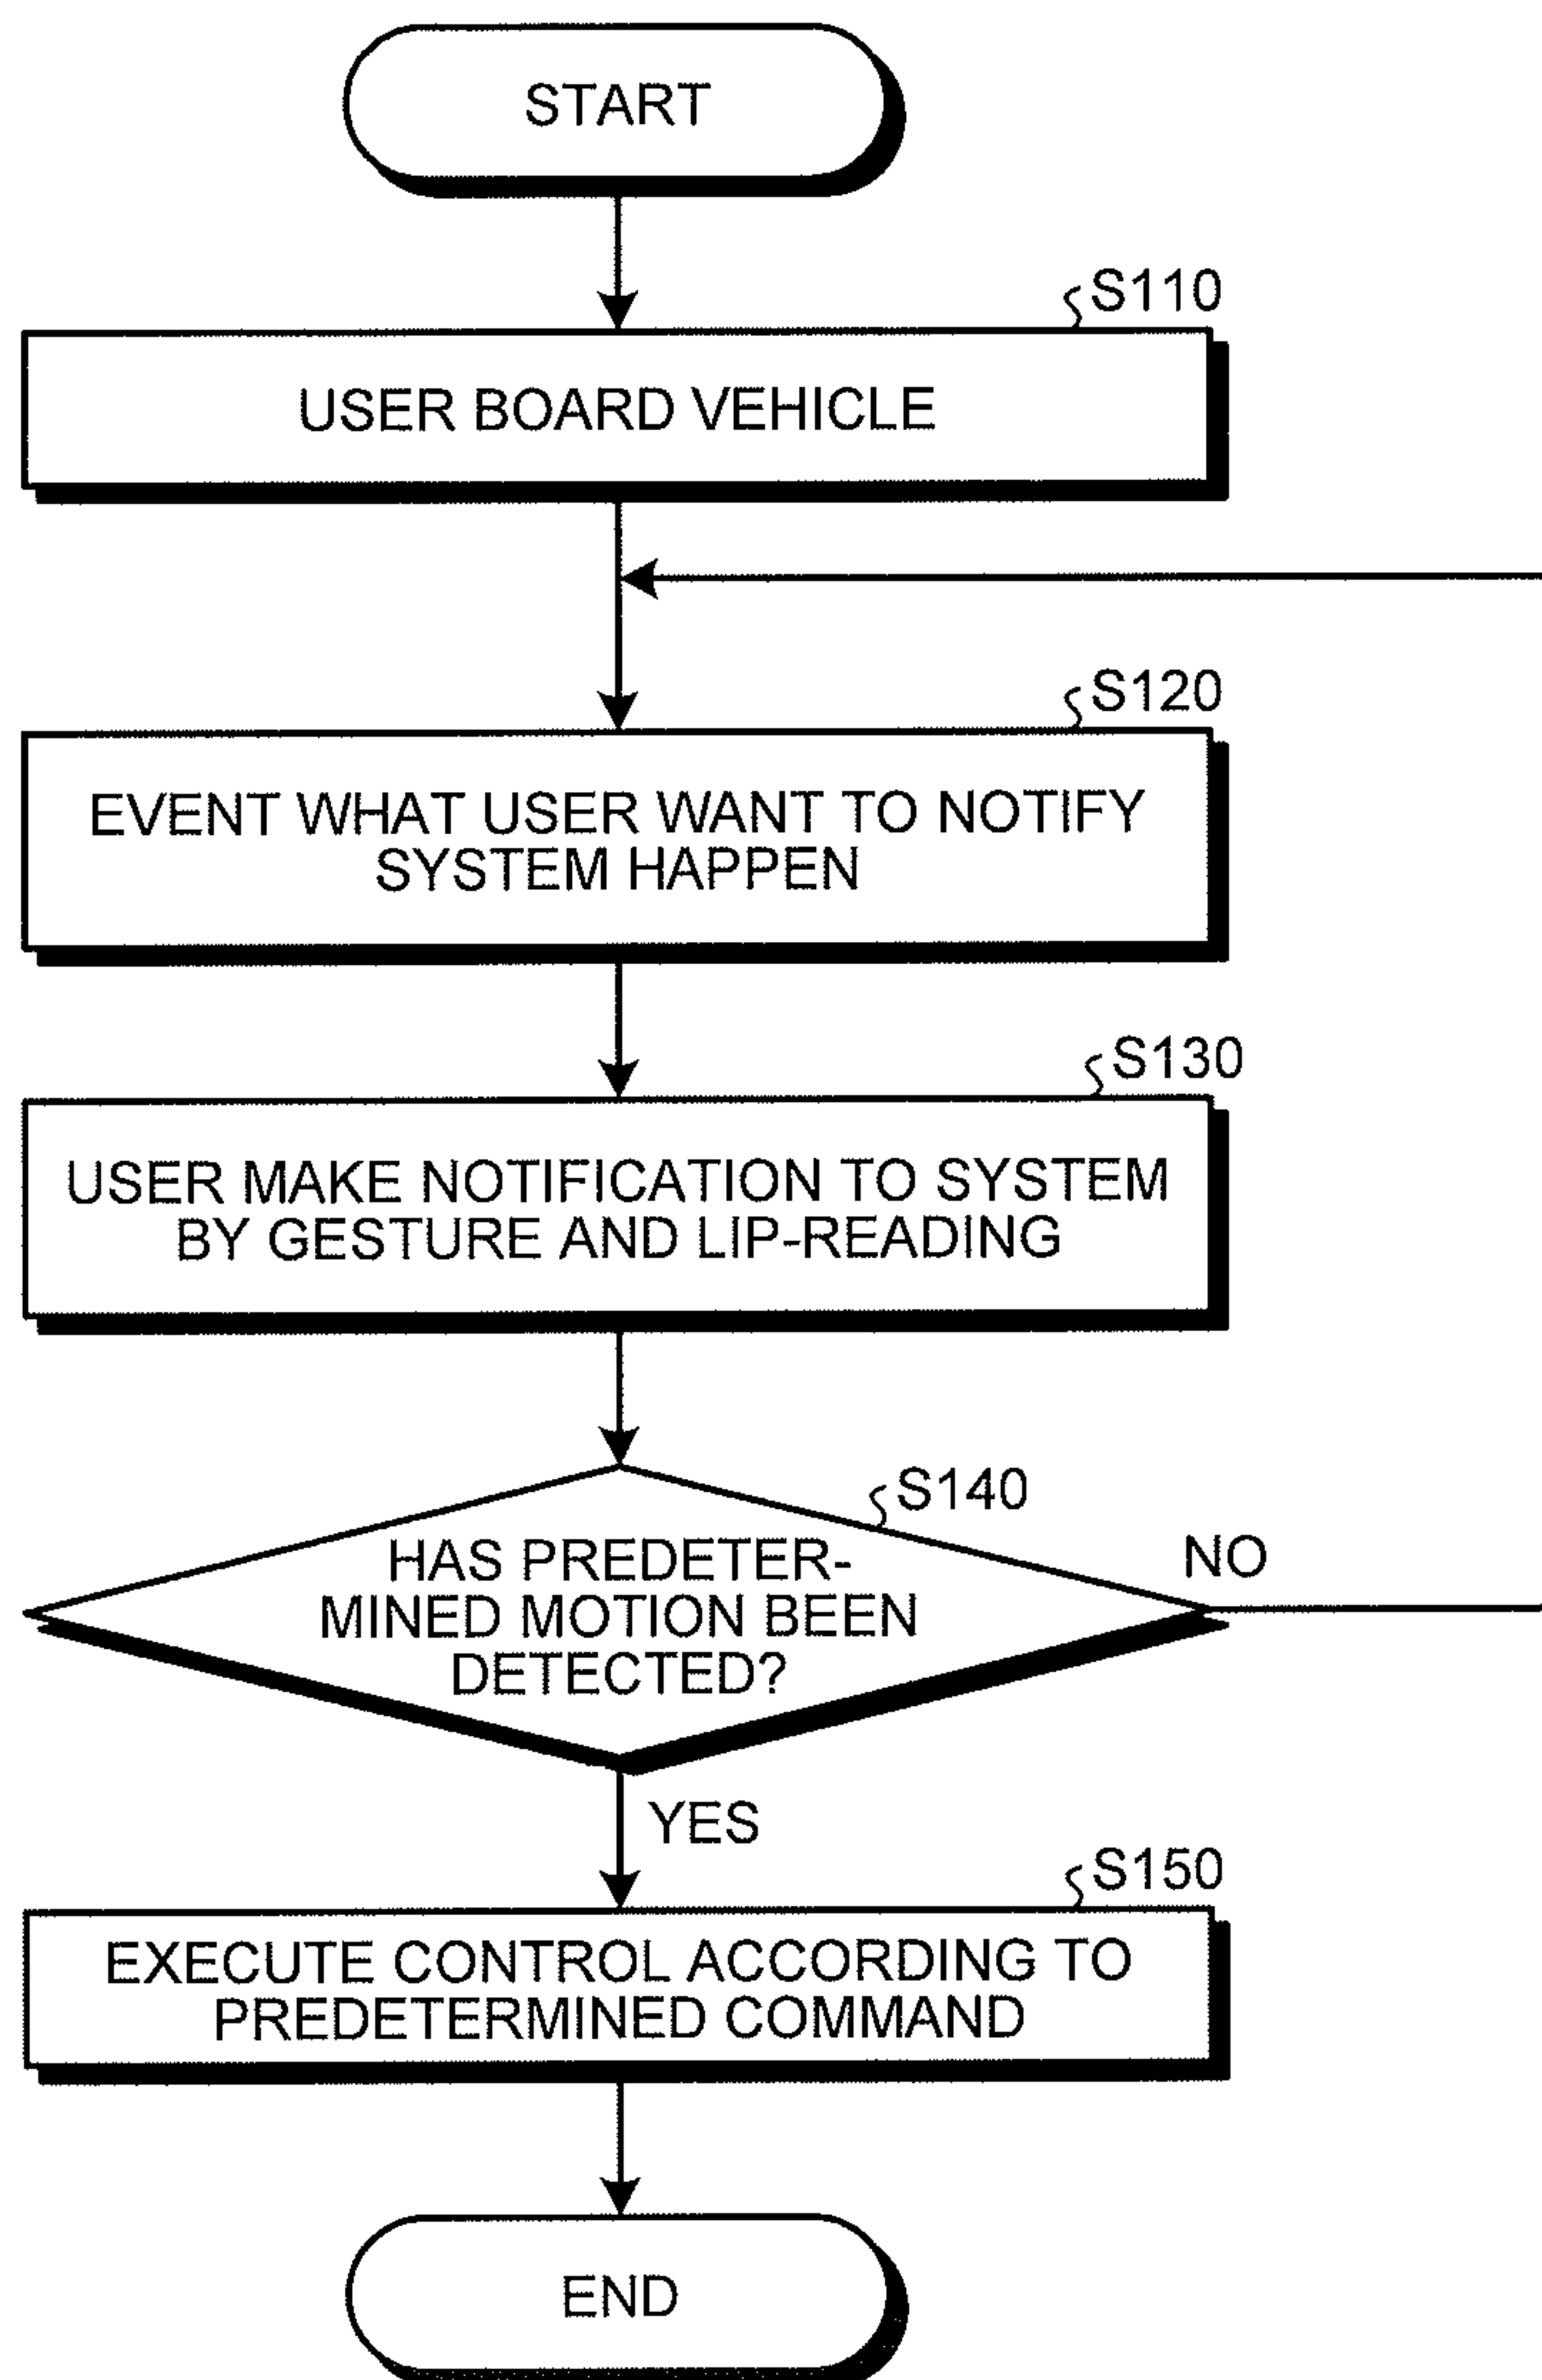 START
S110
USER BOARD VEHICLE
S120
EVENT WHAT USER WANT TO NOTIFY
SYSTEM HAPPEN
S130
USER MAKE NOTIFICATION TO SYSTEM
BY GESTURE AND LIP-READING
S140
HAS PREDETER-
MINED MOTION BEEN
DETECTED?
NO
YES
S150
EXECUTE CONTROL ACCORDING TO
PREDETERMINED COMMAND
END